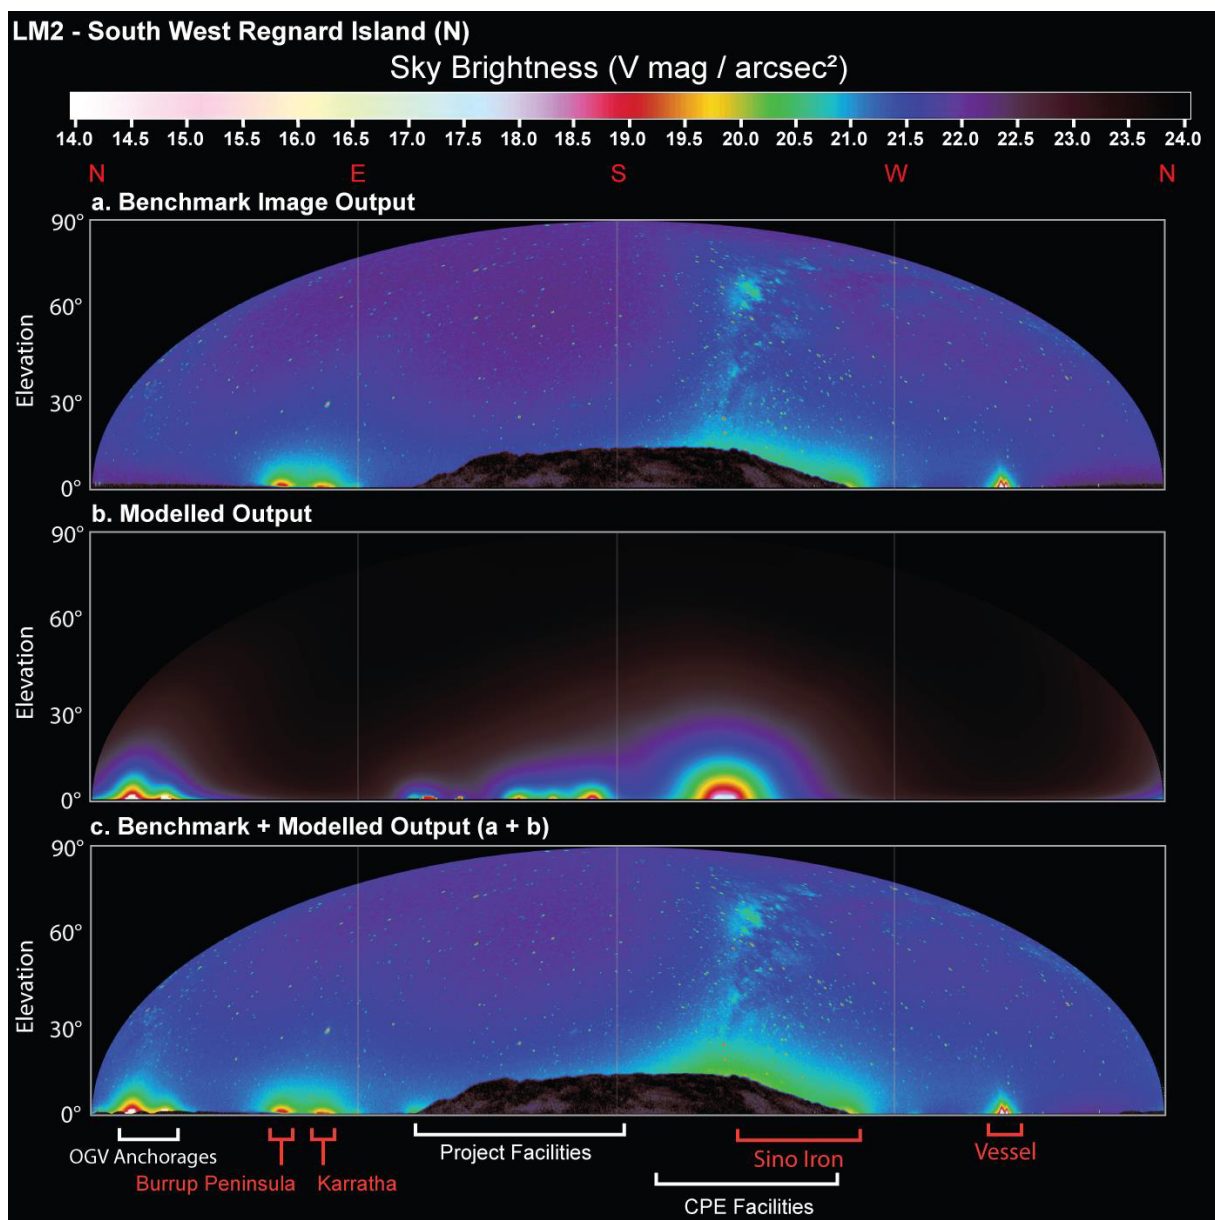 LM2 - South West Regnard Island (N)
Sky Brightness (V mag / arcsec²)
14.0 14.5 15.0 15.5 16.0 16.5 17.0 17.5 18.0 18.5 19.0 19.5 20.0 20.5 21.0 21.5 22.0 22.5 23.0 23.5 24.0
N E S W N
a. Benchmark Image Output
90°
60°
30°
0°
Elevation
b. Modelled Output
90°
60°
30°
0°
Elevation
c. Benchmark + Modelled Output (a + b)
90°
60°
30°
0°
Elevation
OGV Anchorages
Burrup Peninsula
Karratha
Project Facilities
Sino Iron
Vessel
CPE Facilities